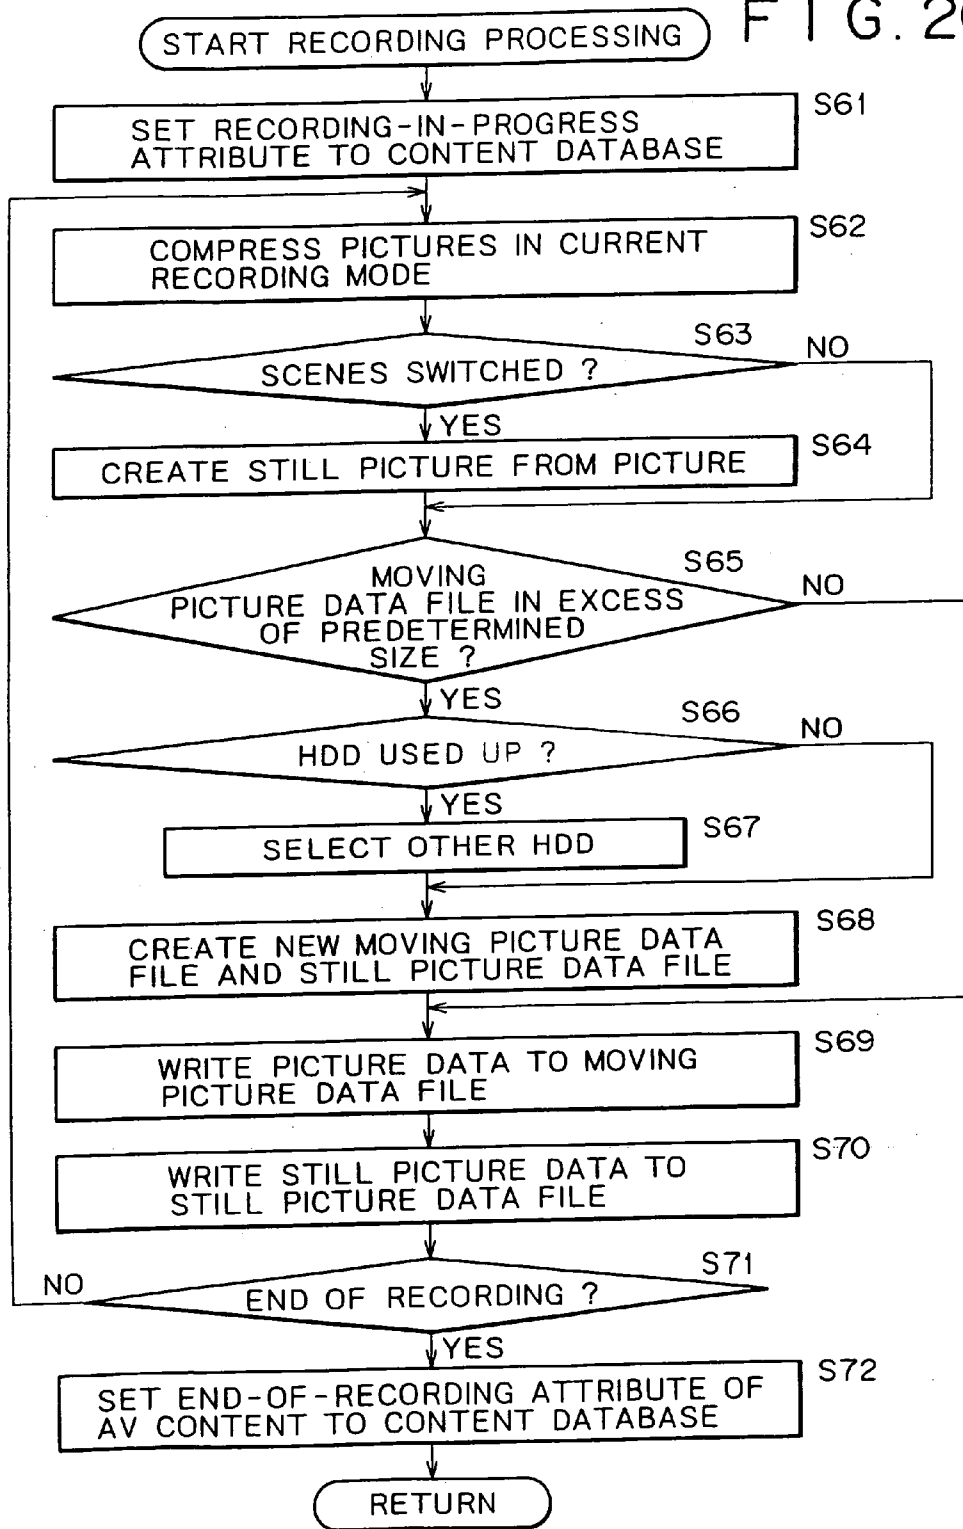 FIG. 2
START RECORDING PROCESSING
S61
SET RECORDING-IN-PROGRESS
ATTRIBUTE TO CONTENT DATABASE
S62
COMPRESS PICTURES IN CURRENT
RECORDING MODE
S63
NO
SCENES SWITCHED ?
YES
S64
CREATE STILL PICTURE FROM PICTURE
S65
NO
MOVING
PICTURE DATA FILE IN EXCESS
OF PREDETERMINED
SIZE ?
YES
S66
NO
HDD USED UP ?
YES
S67
SELECT OTHER HDD
S68
CREATE NEW MOVING PICTURE DATA
FILE AND STILL PICTURE DATA FILE
S69
WRITE PICTURE DATA TO MOVING
PICTURE DATA FILE
S70
WRITE STILL PICTURE DATA TO
STILL PICTURE DATA FILE
S71
NO
END OF RECORDING ?
YES
S72
SET END-OF-RECORDING ATTRIBUTE OF
AV CONTENT TO CONTENT DATABASE
RETURN